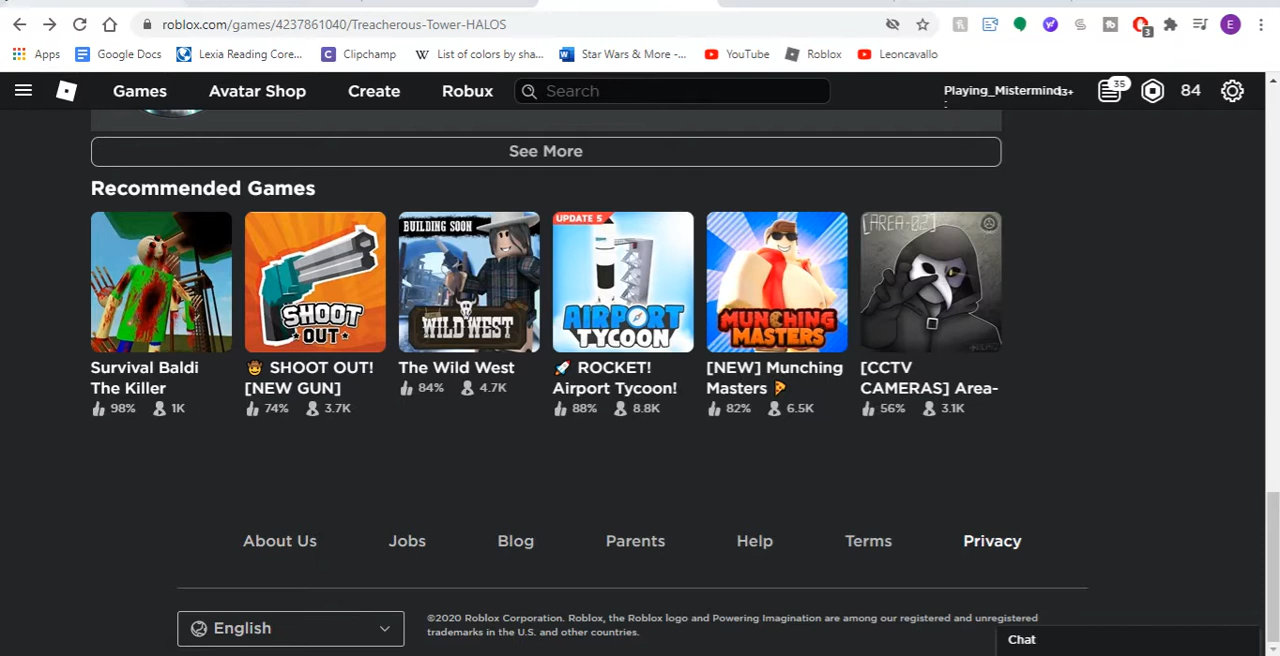 roblox.com/games/4237861040/Treacherous-Tower-HALOS
3
E
Apps Google Docs Lexia Reading Core... Clipchamp List of colors by sha... Star Wars & More -... YouTube Roblox Leoncavallo
Games Avatar Shop Create Robux Search Playing_Mistermind 13+ 35 84
:
See More
Recommended Games
BUILDING SOON
WILD WEST
SHOOT
OUT
UPDATE 5
AIRPORT
TYCOON
MUNCHING
MASTERS
[AREA-02]
Survival Baldi
The Killer
98% 1K
🤠 SHOOT OUT!
[NEW GUN]
74% 3.7K
The Wild West
84% 4.7K
🚀 ROCKET!
Airport Tycoon!
88% 8.8K
[NEW] Munching
Masters 🍕
82% 6.5K
[CCTV
CAMERAS] Area-
56% 3.1K
About Us Jobs Blog Parents Help Terms Privacy
English
©2020 Roblox Corporation. Roblox, the Roblox logo and Powering Imagination are among our registered and unregistered
trademarks in the U.S. and other countries.
Chat